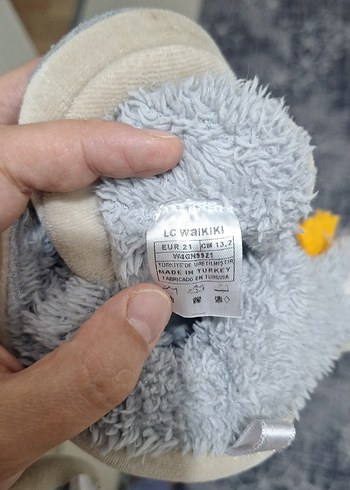 LC WAIKIKI
EUR 21 CM 13,2
W4GN9921
TÜRKİYE'DE ÜRETİLMİŞTİR
MADE IN TURKEY
FABRICADO EN TURQUIA